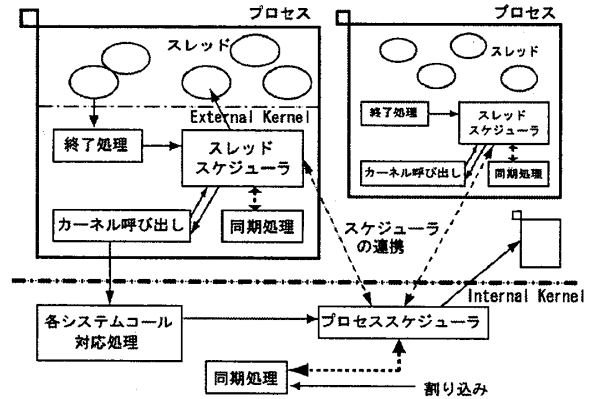 プロセス
スレッド
External Kernel
終了処理
スレッド
スケジューラ
カーネル呼び出し
同期処理
プロセス
スレッド
終了処理
スレッド
スケジューラ
カーネル呼び出し
同期処理
スケジューラ
の連携
Internal Kernel
各システムコール
対応処理
プロセススケジューラ
同期処理
割り込み